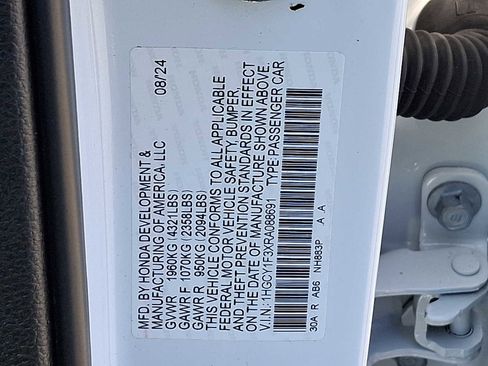 MFD. BY HONDA DEVELOPMENT & 08/24
MANUFACTURING OF AMERICA, LLC
GVWR 1960KG (4321LBS)
GAWR F 1070KG (2358LBS)
GAWR R 950KG (2094LBS)
THIS VEHICLE CONFORMS TO ALL APPLICABLE
FEDERAL MOTOR VEHICLE SAFETY, BUMPER,
AND THEFT PREVENTION STANDARDS IN EFFECT
ON THE DATE OF MANUFACTURE SHOWN ABOVE.
V.I.N.: 1HGCY1F3XRA088691 TYPE:PASSENGER CAR
30A R AB6 NH883P .A .A